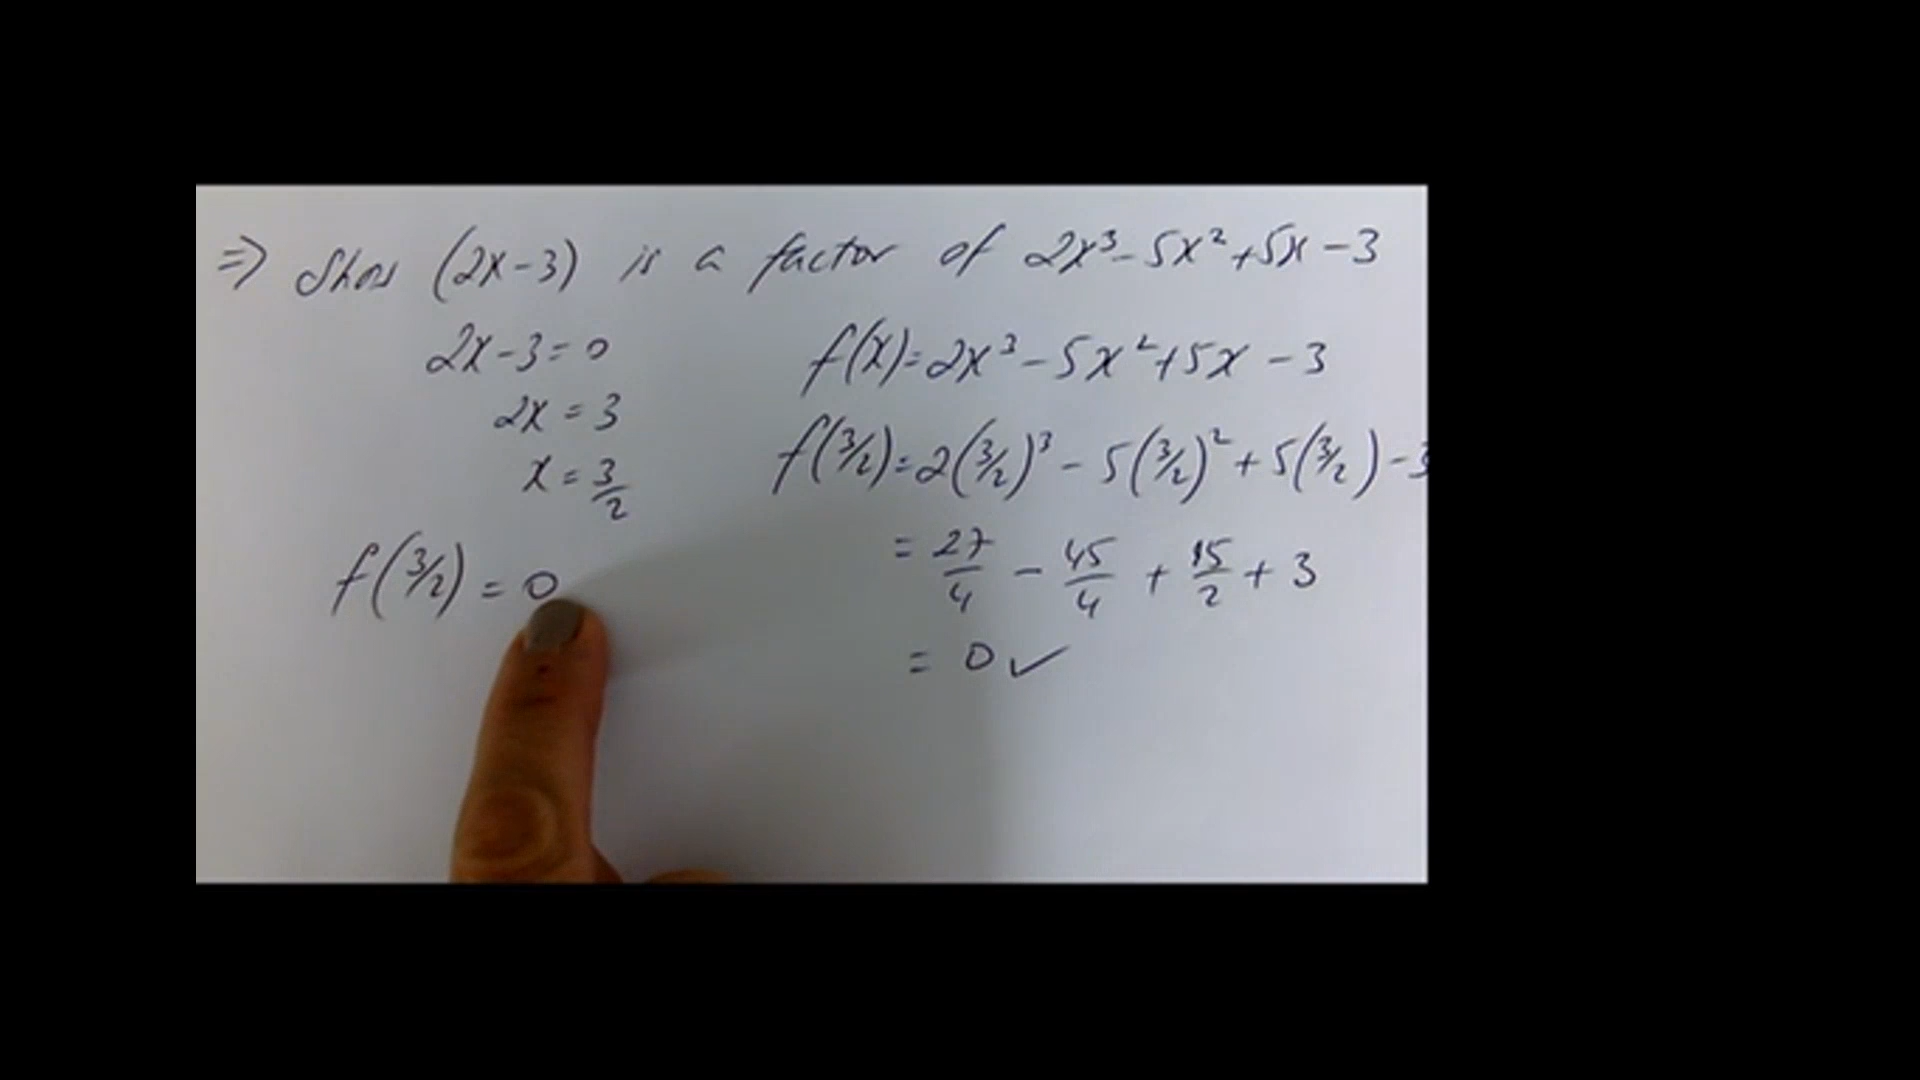 ⇒ Show (2x-3) is a factor of 2x³-5x²+5x-3
2x-3=0
2x=3
x=3/2
f(3/2)=0
f(x)=2x³-5x²+5x-3
f(3/2)=2(3/2)³-5(3/2)²+5(3/2)-3
=27/4-45/4+15/2+3
=0✓